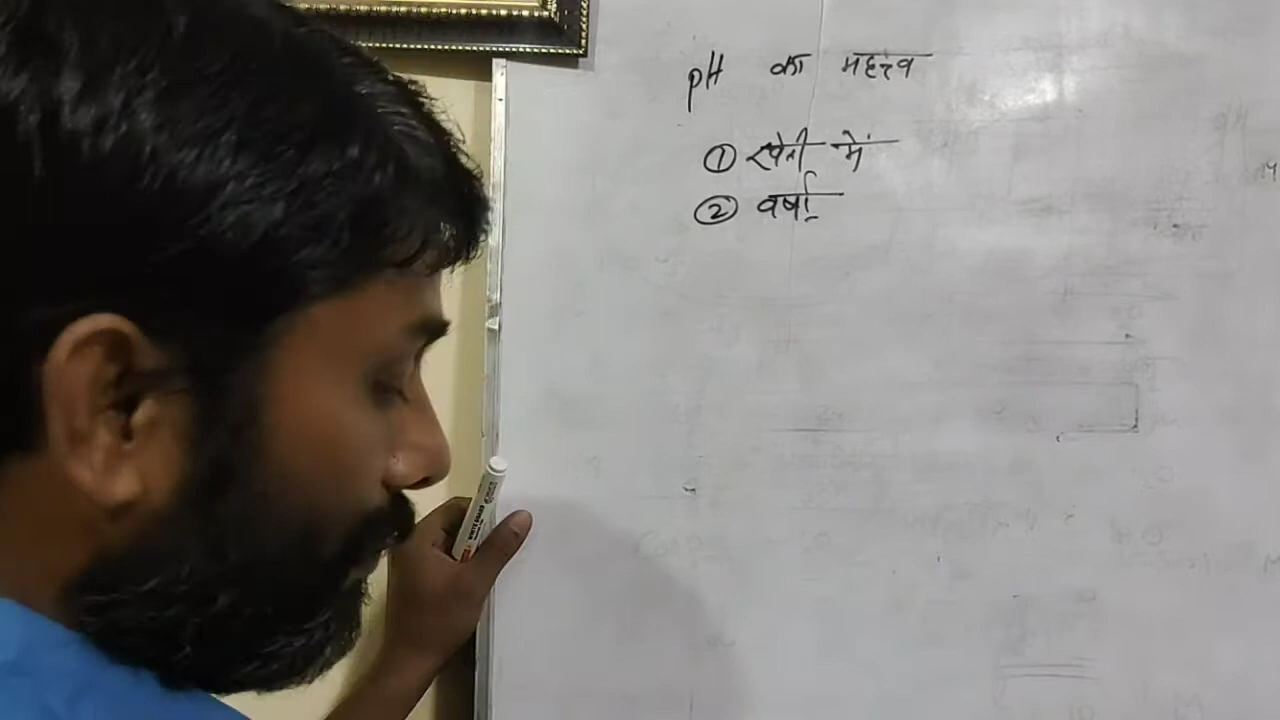 pH का महत्त्व
① खेती में
② वर्षा